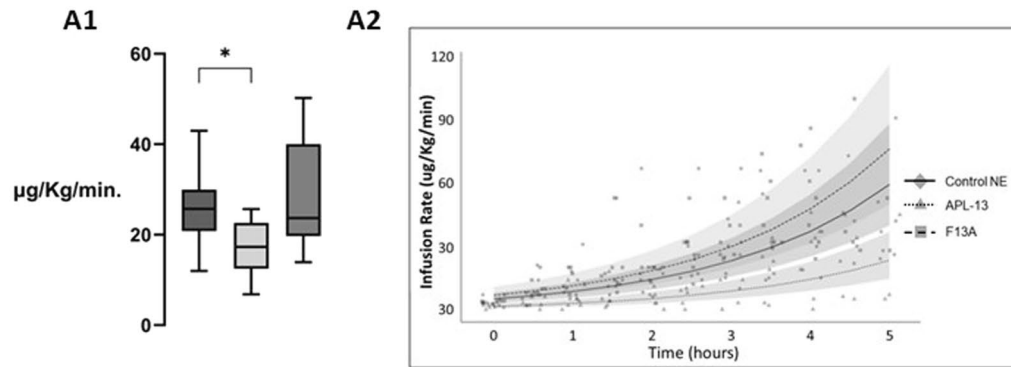 A1
A2
60
*
40
µg/Kg/min.
20
0
120
90
60
30
30
Infusion Rate (ug/Kg/min)
0 1 2 3 4 5
Time (hours)
Control NE
APL-13
F13A